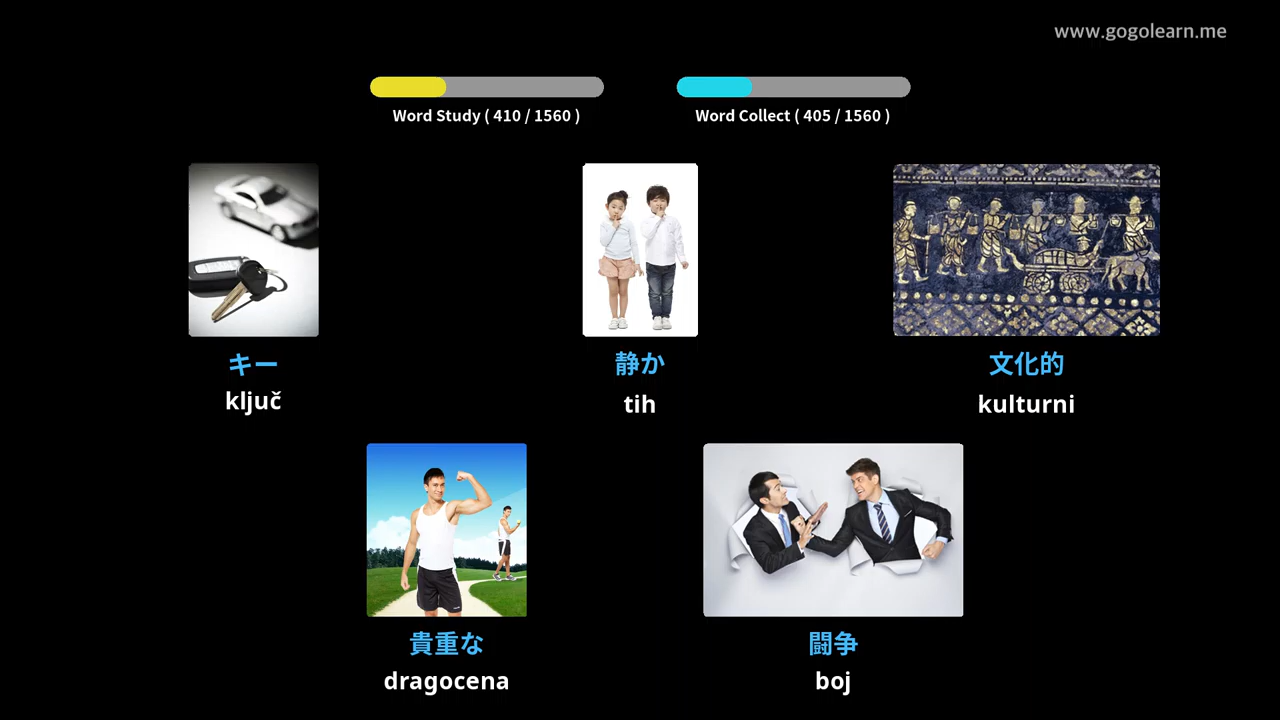 www.gogolearn.me
Word Study ( 410 / 1560 )
Word Collect ( 405 / 1560 )
キー
ključ
静か
tih
文化的
kulturni
貴重な
dragocena
闘争
boj